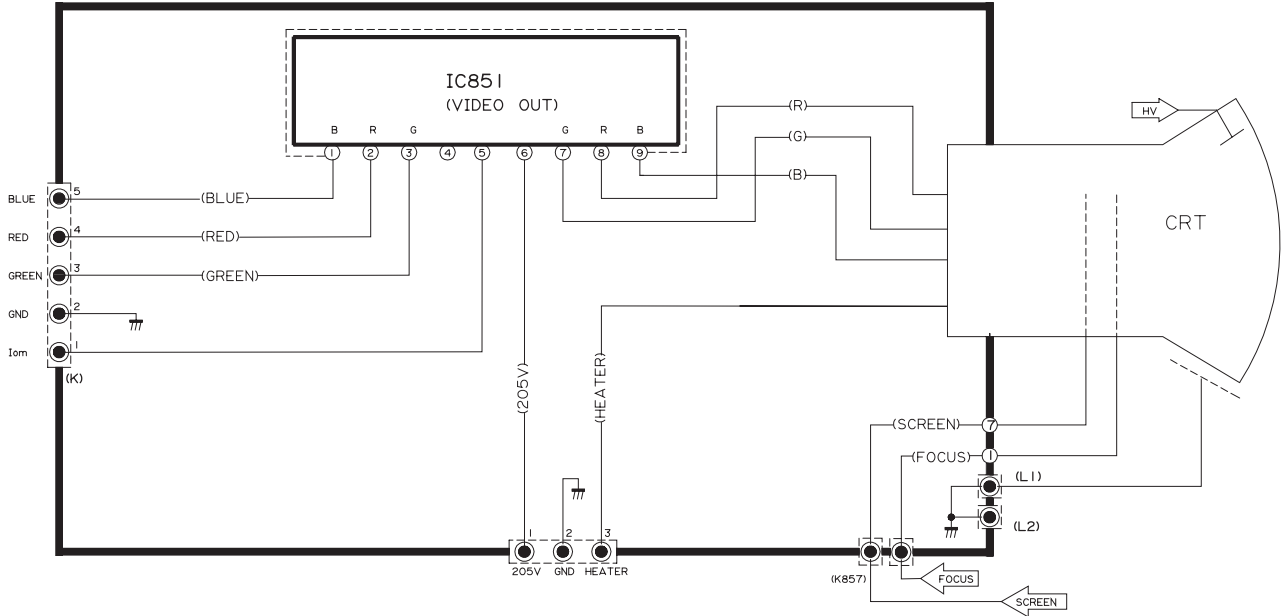 IC851
(VIDEO OUT)
B R G G R B
1 2 3 4 5 6 7 8 9
(R)
(G)
(B)
HV
CRT
BLUE 5 (BLUE)
RED 4 (RED)
GREEN 3 (GREEN)
GND 2
Iom 1
(K)
(205V)
(HEATER)
(SCREEN) 7
(FOCUS) 1
(L1)
(L2)
1 2 3
205V GND HEATER
(K857)
FOCUS
SCREEN